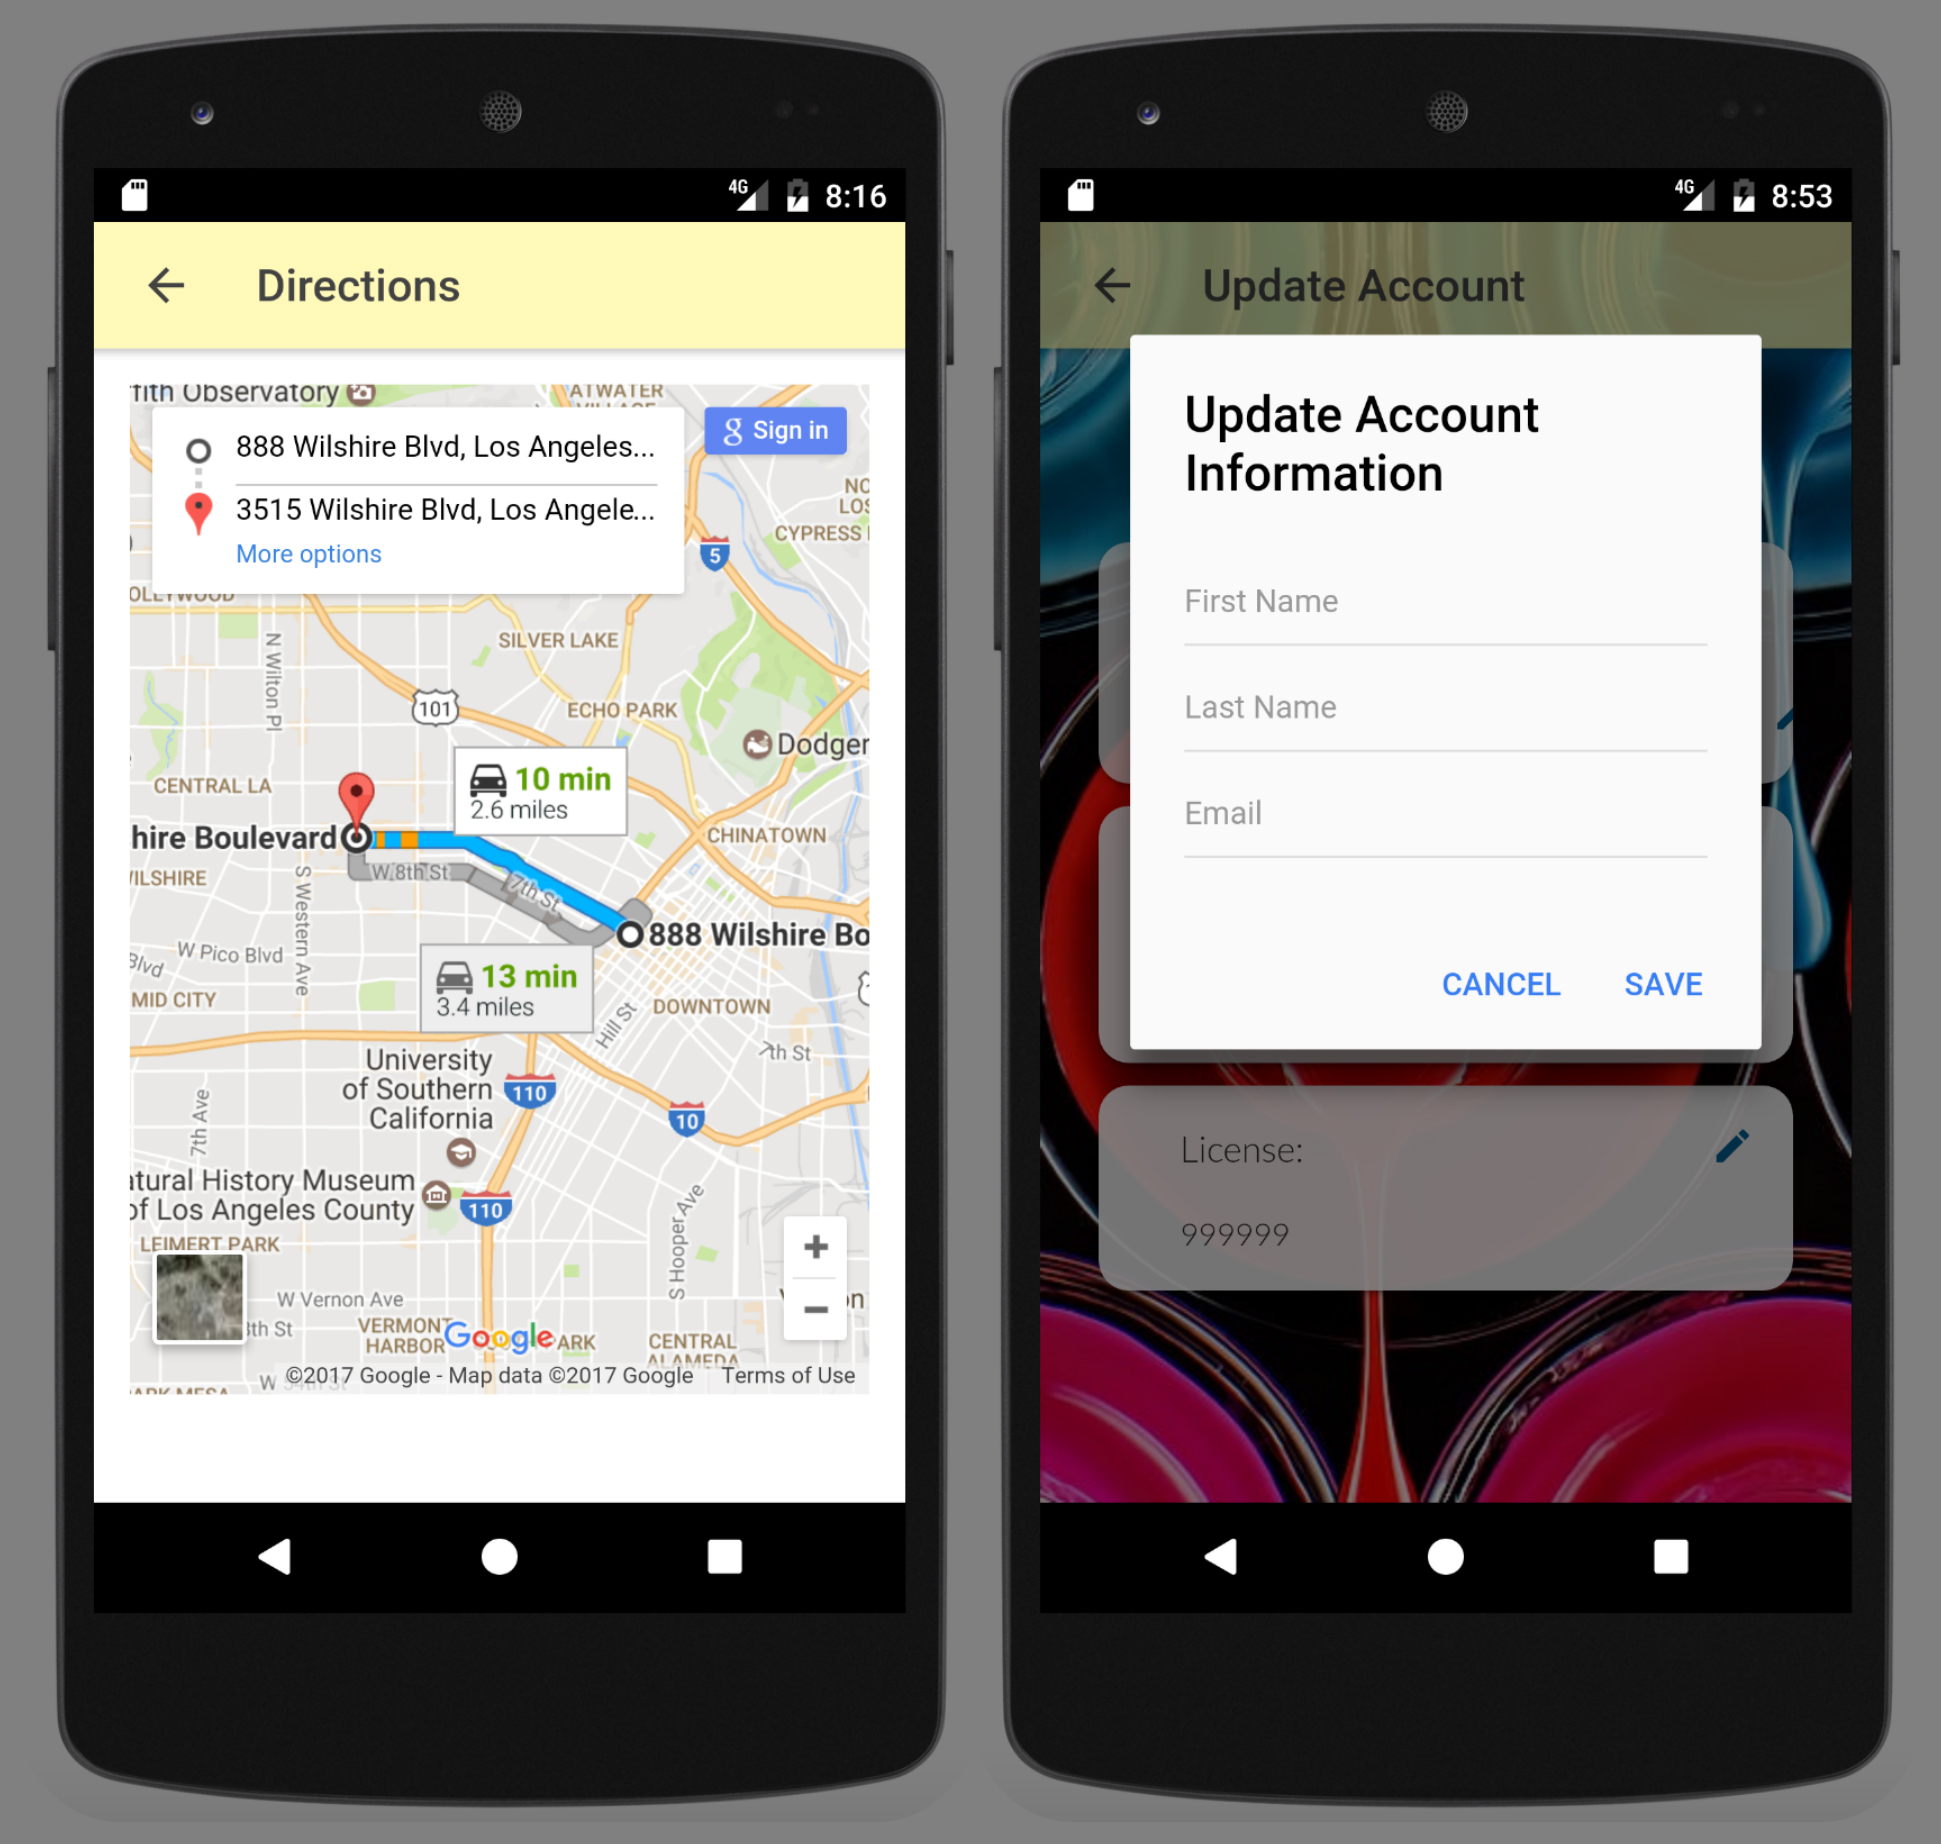 4G 8:16
Directions
fith Observatory
ATWATER
888 Wilshire Blvd, Los Angeles...
Sign in
3515 Wilshire Blvd, Los Angele...
More options
CYPRESS
5
SILVER LAKE
N Wilton Pl
101
ECHO PARK
Dodger
10 min
2.6 miles
CENTRAL LA
hire Boulevard
CHINATOWN
W 8th St
7th St
S Western Ave
888 Wilshire Bo
W Pico Blvd
Blvd
13 min
3.4 miles
MID CITY
DOWNTOWN
Hill St
7th St
University
of Southern
California
110
10
7th Ave
atural History Museum
of Los Angeles County
110
S Hooper Ave
LEIMERT PARK
+
W Vernon Ave
−
VERMONT
HARBOR
Google
ARK
CENTRAL
ALAMEDA
©2017 Google - Map data ©2017 Google Terms of Use
4G 8:53
Update Account
Update Account
Information
First Name
Last Name
Email
CANCEL SAVE
License:
999999